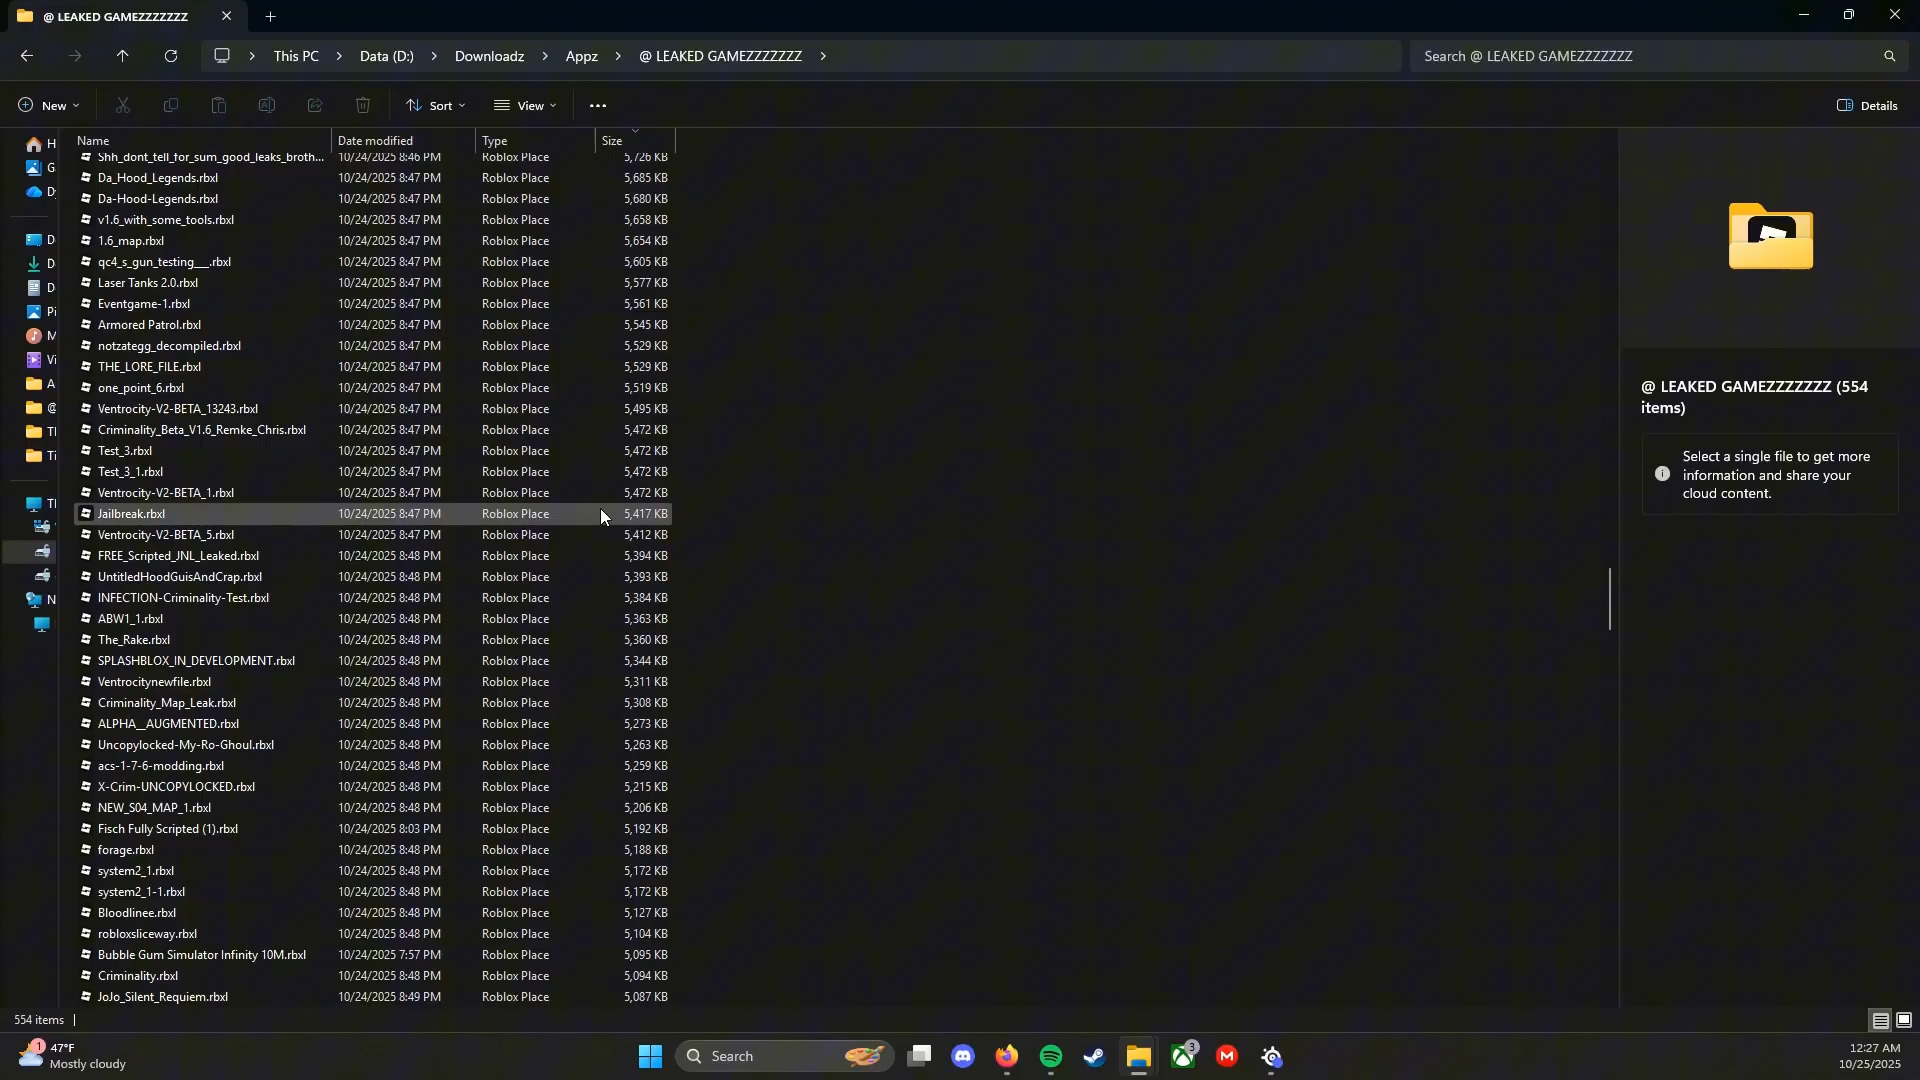 @ LEAKED GAMEZZZZZZZ
This PC > Data (D:) > Downloadz > Appz > @ LEAKED GAMEZZZZZZZ >
Search @ LEAKED GAMEZZZZZZZ
New Sort View Details
Name Date modified Type Size
Shh_dont_tell_for_sum_good_leaks_broth... 10/24/2025 8:46 PM Roblox Place 5,726 KB
Da_Hood_Legends.rbxl 10/24/2025 8:47 PM Roblox Place 5,685 KB
Da-Hood-Legends.rbxl 10/24/2025 8:47 PM Roblox Place 5,680 KB
v1.6_with_some_tools.rbxl 10/24/2025 8:47 PM Roblox Place 5,658 KB
1.6_map.rbxl 10/24/2025 8:47 PM Roblox Place 5,654 KB
qc4_s_gun_testing___.rbxl 10/24/2025 8:47 PM Roblox Place 5,605 KB
Laser Tanks 2.0.rbxl 10/24/2025 8:47 PM Roblox Place 5,577 KB
Eventgame-1.rbxl 10/24/2025 8:47 PM Roblox Place 5,561 KB
Armored Patrol.rbxl 10/24/2025 8:47 PM Roblox Place 5,545 KB
notzategg_decompiled.rbxl 10/24/2025 8:47 PM Roblox Place 5,529 KB
THE_LORE_FILE.rbxl 10/24/2025 8:47 PM Roblox Place 5,529 KB
one_point_6.rbxl 10/24/2025 8:47 PM Roblox Place 5,519 KB
Ventrocity-V2-BETA_13243.rbxl 10/24/2025 8:47 PM Roblox Place 5,495 KB
Criminality_Beta_V1.6_Remke_Chris.rbxl 10/24/2025 8:47 PM Roblox Place 5,472 KB
Test_3.rbxl 10/24/2025 8:47 PM Roblox Place 5,472 KB
Test_3_1.rbxl 10/24/2025 8:47 PM Roblox Place 5,472 KB
Ventrocity-V2-BETA_1.rbxl 10/24/2025 8:47 PM Roblox Place 5,472 KB
Jailbreak.rbxl 10/24/2025 8:47 PM Roblox Place 5,417 KB
Ventrocity-V2-BETA_5.rbxl 10/24/2025 8:47 PM Roblox Place 5,412 KB
FREE_Scripted_JNL_Leaked.rbxl 10/24/2025 8:48 PM Roblox Place 5,394 KB
UntitledHoodGuisAndCrap.rbxl 10/24/2025 8:48 PM Roblox Place 5,393 KB
INFECTION-Criminality-Test.rbxl 10/24/2025 8:48 PM Roblox Place 5,384 KB
ABW1_1.rbxl 10/24/2025 8:48 PM Roblox Place 5,363 KB
The_Rake.rbxl 10/24/2025 8:48 PM Roblox Place 5,360 KB
SPLASHBLOX_IN_DEVELOPMENT.rbxl 10/24/2025 8:48 PM Roblox Place 5,344 KB
Ventrocitynewfile.rbxl 10/24/2025 8:48 PM Roblox Place 5,311 KB
Criminality_Map_Leak.rbxl 10/24/2025 8:48 PM Roblox Place 5,308 KB
ALPHA__AUGMENTED.rbxl 10/24/2025 8:48 PM Roblox Place 5,273 KB
Uncopylocked-My-Ro-Ghoul.rbxl 10/24/2025 8:48 PM Roblox Place 5,263 KB
acs-1-7-6-modding.rbxl 10/24/2025 8:48 PM Roblox Place 5,259 KB
X-Crim-UNCOPYLOCKED.rbxl 10/24/2025 8:48 PM Roblox Place 5,215 KB
NEW_S04_MAP_1.rbxl 10/24/2025 8:48 PM Roblox Place 5,206 KB
Fisch Fully Scripted (1).rbxl 10/24/2025 8:03 PM Roblox Place 5,192 KB
forage.rbxl 10/24/2025 8:48 PM Roblox Place 5,188 KB
system2_1.rbxl 10/24/2025 8:48 PM Roblox Place 5,172 KB
system2_1-1.rbxl 10/24/2025 8:48 PM Roblox Place 5,172 KB
Bloodlinee.rbxl 10/24/2025 8:48 PM Roblox Place 5,127 KB
robloxsliceway.rbxl 10/24/2025 8:48 PM Roblox Place 5,104 KB
Bubble Gum Simulator Infinity 10M.rbxl 10/24/2025 7:57 PM Roblox Place 5,095 KB
Criminality.rbxl 10/24/2025 8:48 PM Roblox Place 5,094 KB
JoJo_Silent_Requiem.rbxl 10/24/2025 8:49 PM Roblox Place 5,087 KB
@ LEAKED GAMEZZZZZZZ (554
items)
Select a single file to get more
information and share your
cloud content.
554 items
1
47°F
Mostly cloudy
Search
3
12:27 AM
10/25/2025